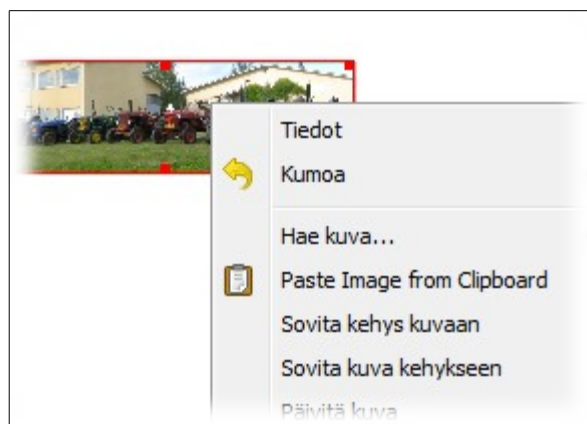 Tiedot
Kumoa
Hae kuva...
Paste Image from Clipboard
Sovita kehys kuvaan
Sovita kuva kehykseen
Päivitä kuva